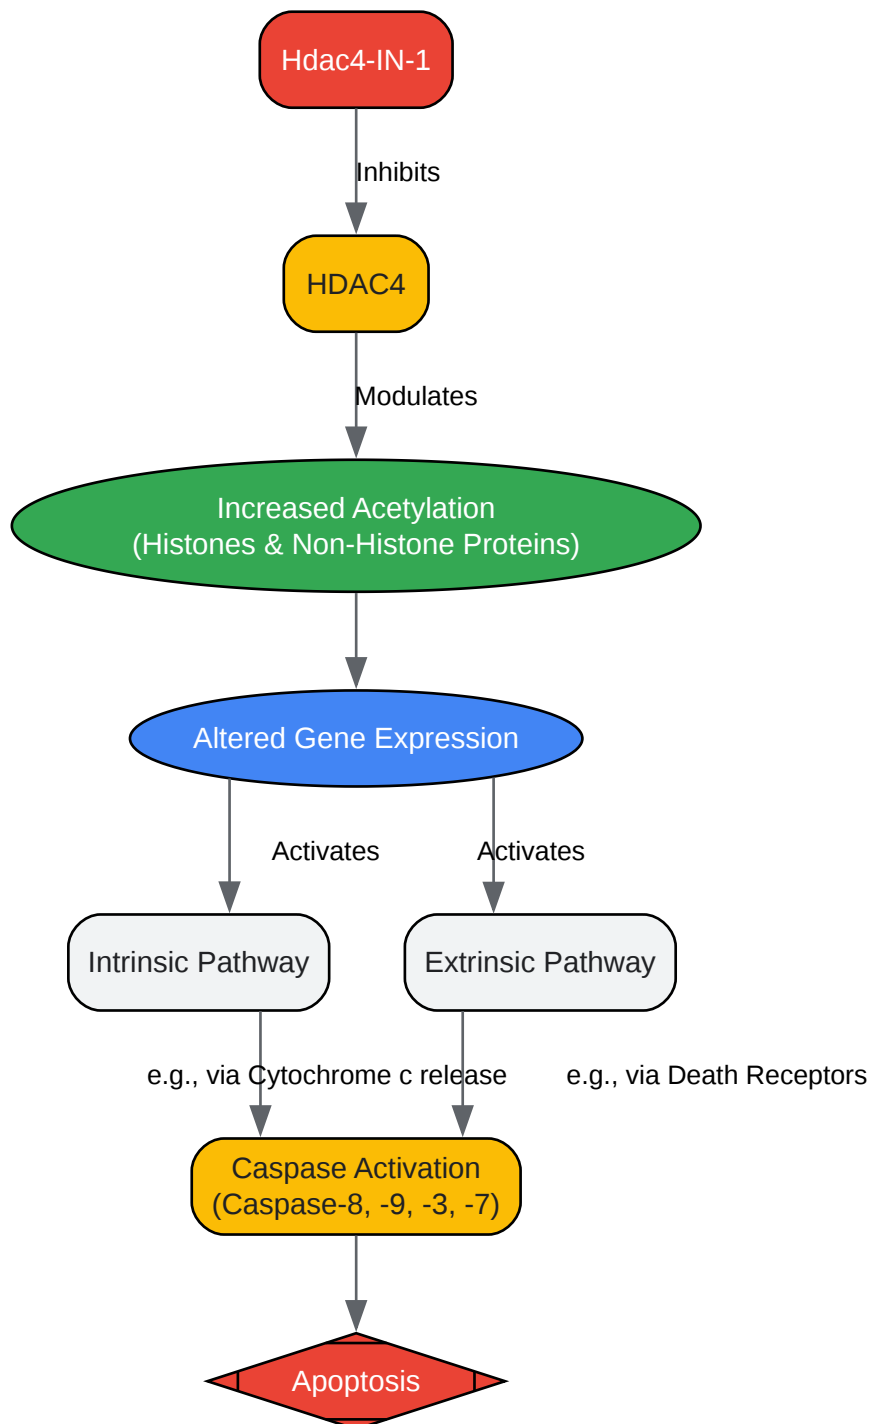 Hdac4-IN-1
Inhibits
HDAC4
Modulates
Increased Acetylation
(Histones & Non-Histone Proteins)
Altered Gene Expression
Activates
Activates
Intrinsic Pathway
Extrinsic Pathway
e.g., via Cytochrome c release
e.g., via Death Receptors
Caspase Activation
(Caspase-8, -9, -3, -7)
Apoptosis